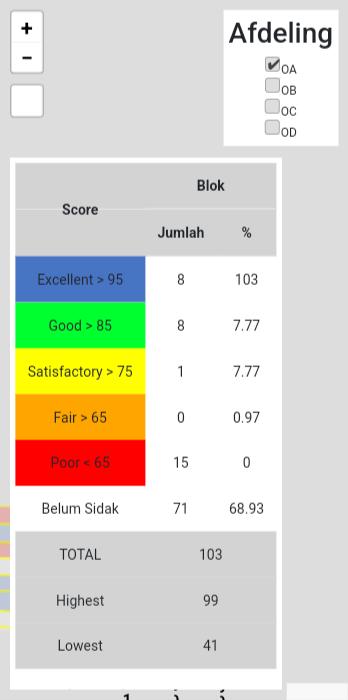 +
Afdeling
OA
−
OB
OC
OD
Blok
Score
Jumlah %
Excellent > 95 8 103
Good > 85 8 7.77
Satisfactory > 75 1 7.77
Fair > 65 0 0.97
Poor < 65 15 0
Belum Sidak 71 68.93
TOTAL 103
Highest 99
Lowest 41